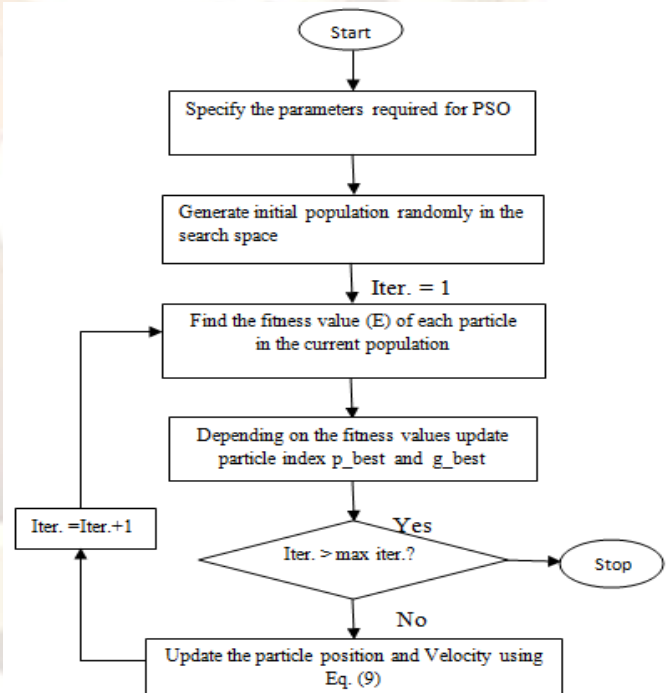 Start
Specify the parameters required for PSO
Generate initial population randomly in the
search space
Iter. = 1
Find the fitness value (E) of each particle
in the current population
Depending on the fitness values update
particle index p_best and g_best
Iter. =Iter.+1
Yes
Iter. > max iter.?
Stop
No
Update the particle position and Velocity using
Eq. (9)